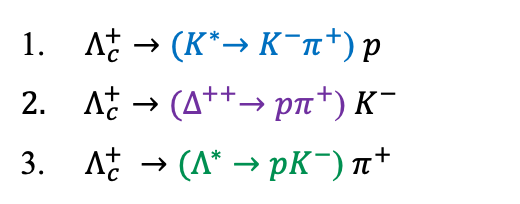 1. Λc+ → (K*→ K−π+) p
2. Λc+ → (Δ++→ pπ+) K−
3. Λc+ → (Λ* → pK−) π+